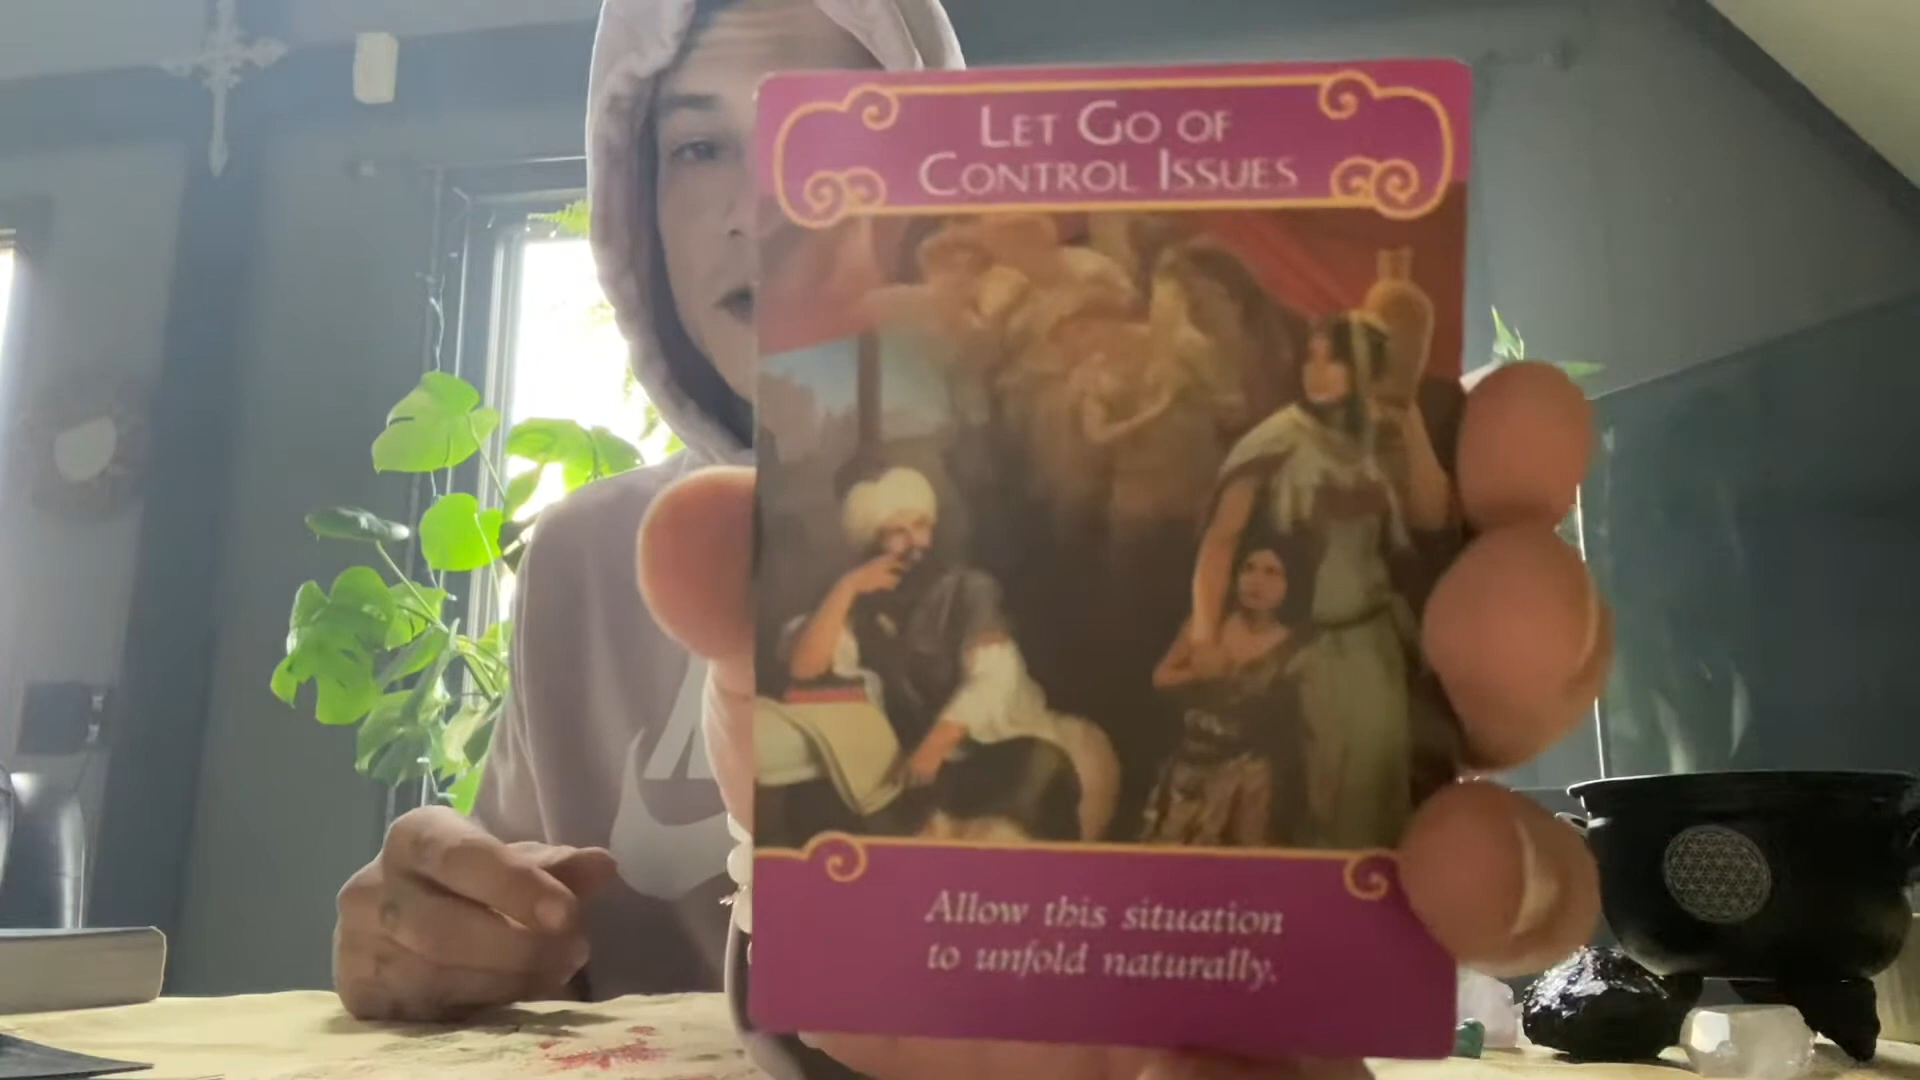 LET GO OF
CONTROL ISSUES
Allow this situation
to unfold naturally.